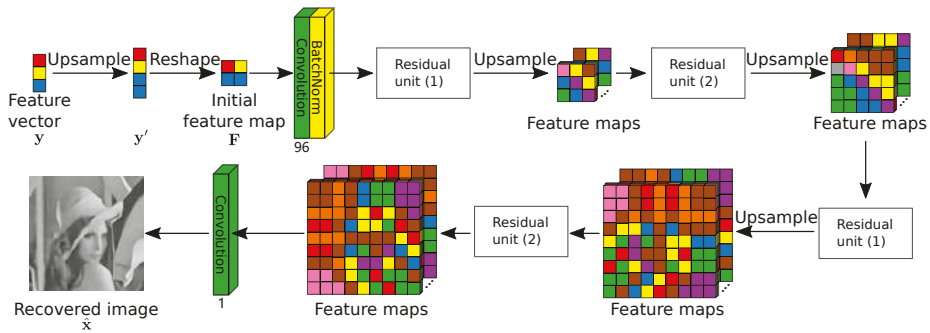 Upsample
Reshape
Feature
vector
y
y′
Initial
feature map
F
Convolution
BatchNorm
96
Residual
unit (1)
Upsample
Feature maps
Residual
unit (2)
Upsample
Feature maps
Residual
unit (1)
Upsample
Feature maps
Residual
unit (2)
Feature maps
Convolution
1
Recovered image
x̂